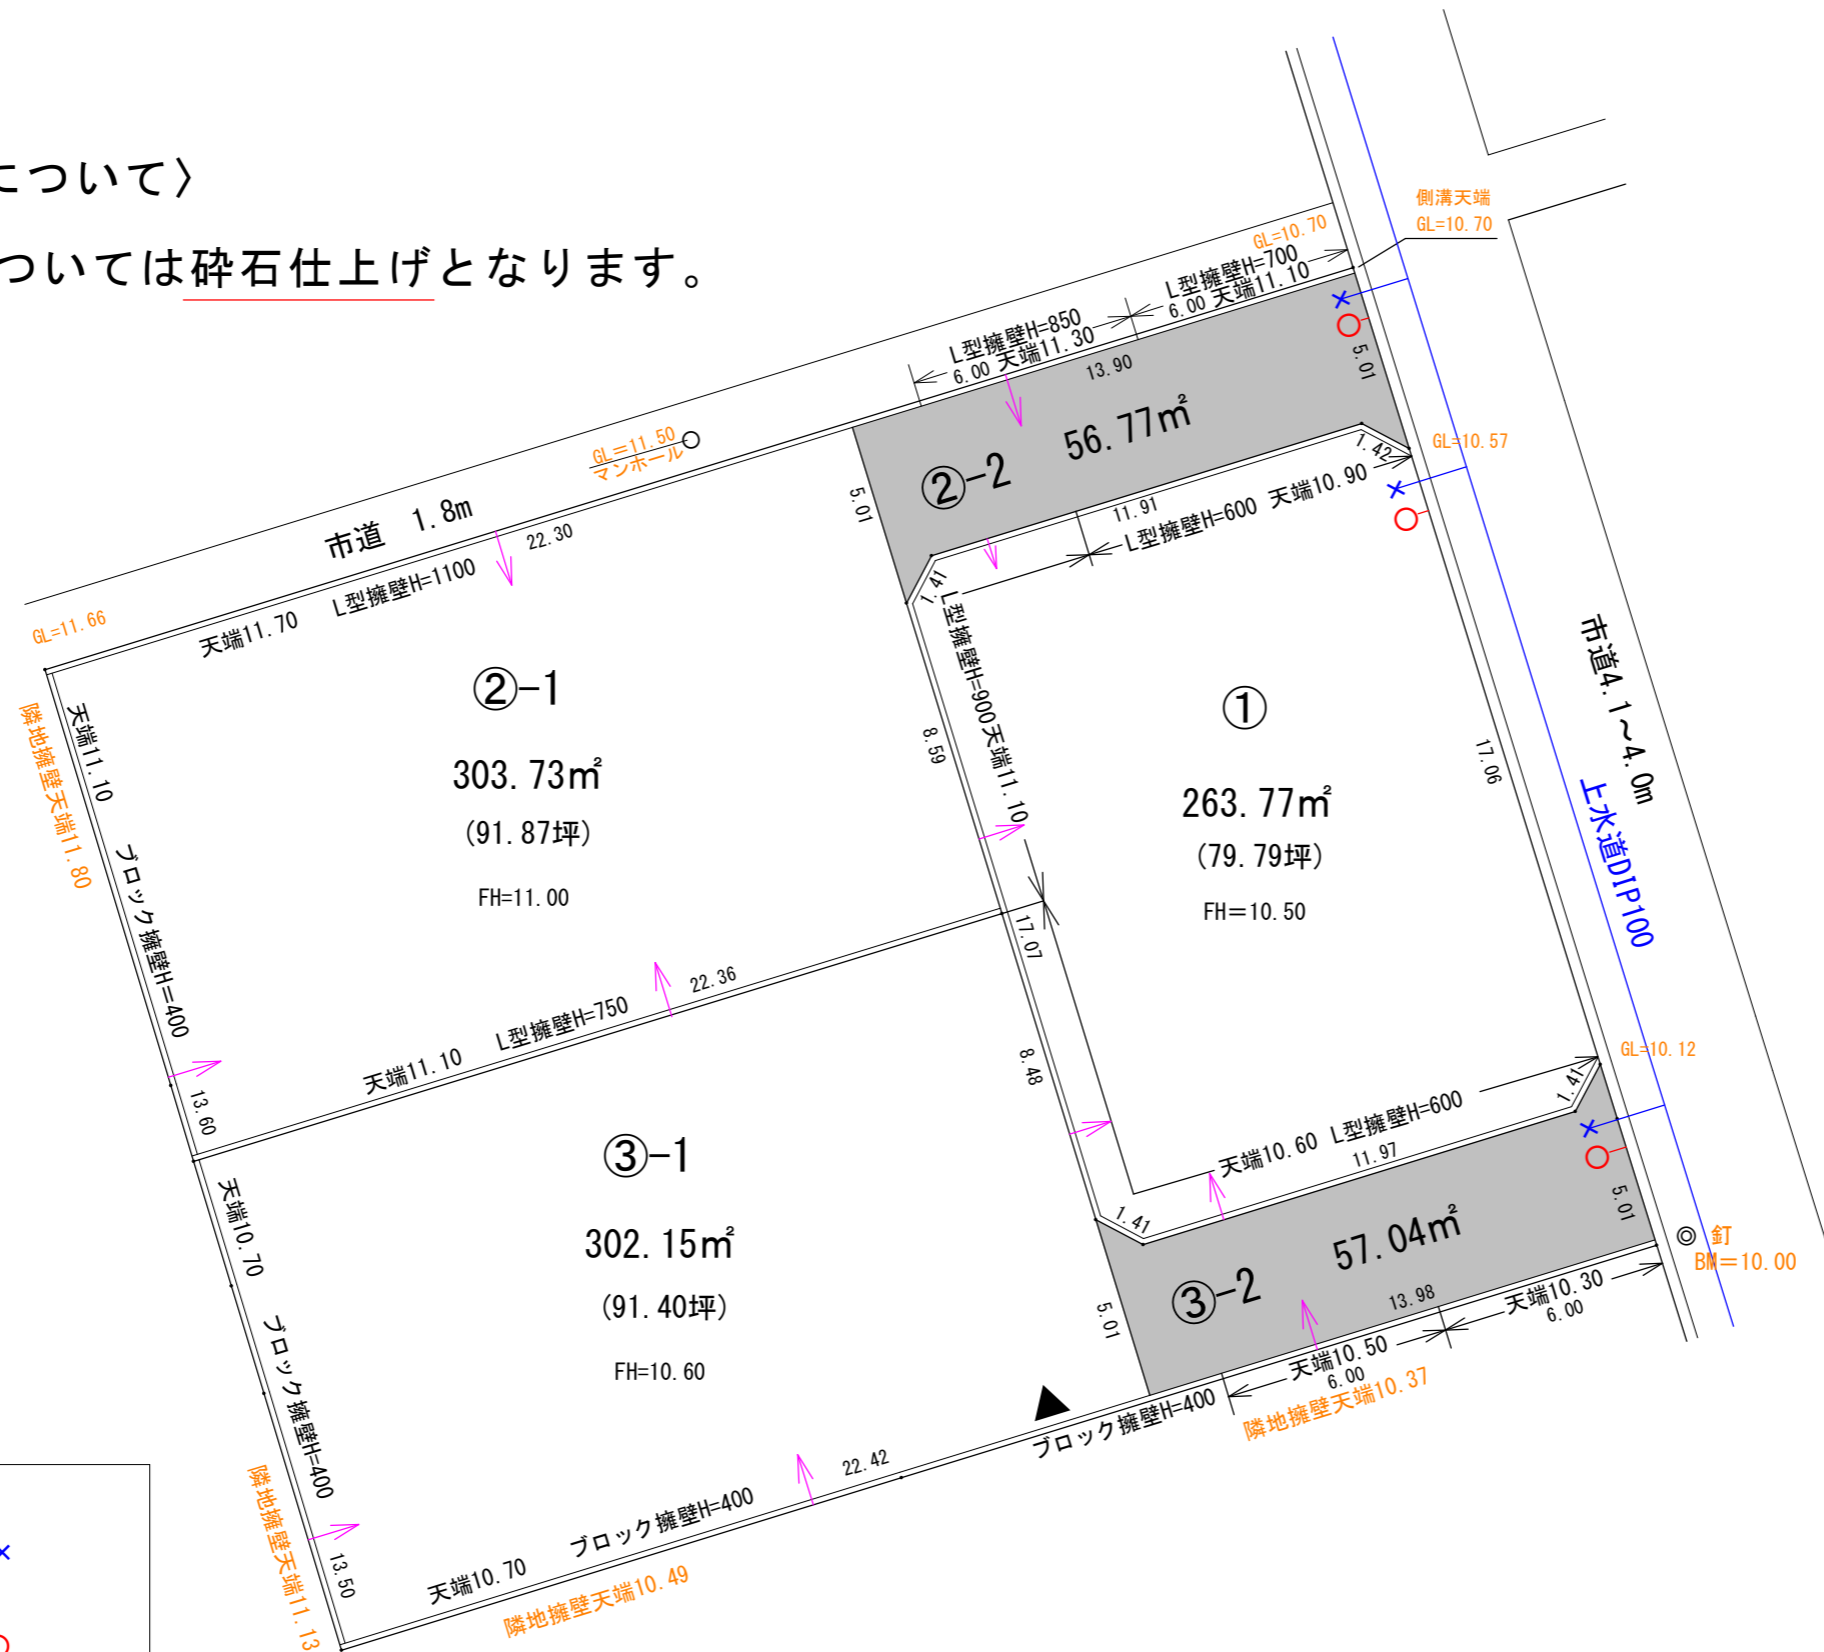 について〉
ついては砕石仕上げとなります。
側溝天端
GL=10.70
GL=10.70
L型擁壁H=700
6.00 天端11.10
L型擁壁H=850
6.00 天端11.30
13.90
5.01
②-2 56.77㎡
1.42
GL=10.57
GL=11.50
マンホール
市道 1.8m
22.30
5.01
11.91
L型擁壁H=600 天端10.90
1.41
L型擁壁H=900天端11.10
GL=11.66
天端11.70 L型擁壁H=1100
隣地擁壁天端11.80
天端11.10
ブロック擁壁H=400
13.60
②-1
303.73㎡
(91.87坪)
FH=11.00
8.59
①
263.77㎡
(79.79坪)
FH=10.50
17.06
市道4.1～4.0m
上水道DIP100
17.07
22.36
天端11.10 L型擁壁H=750
8.48
GL=10.12
1.41
天端10.60 L型擁壁H=600
11.97
1.41
③-1
302.15㎡
(91.40坪)
FH=10.60
天端10.70
ブロック擁壁H=400
13.50
隣地擁壁天端11.13
5.01
③-2 57.04㎡
5.01
釘
BM=10.00
13.98
天端10.30
6.00
天端10.50
6.00
隣地擁壁天端10.37
ブロック擁壁H=400
22.42
天端10.70 ブロック擁壁H=400
隣地擁壁天端10.49